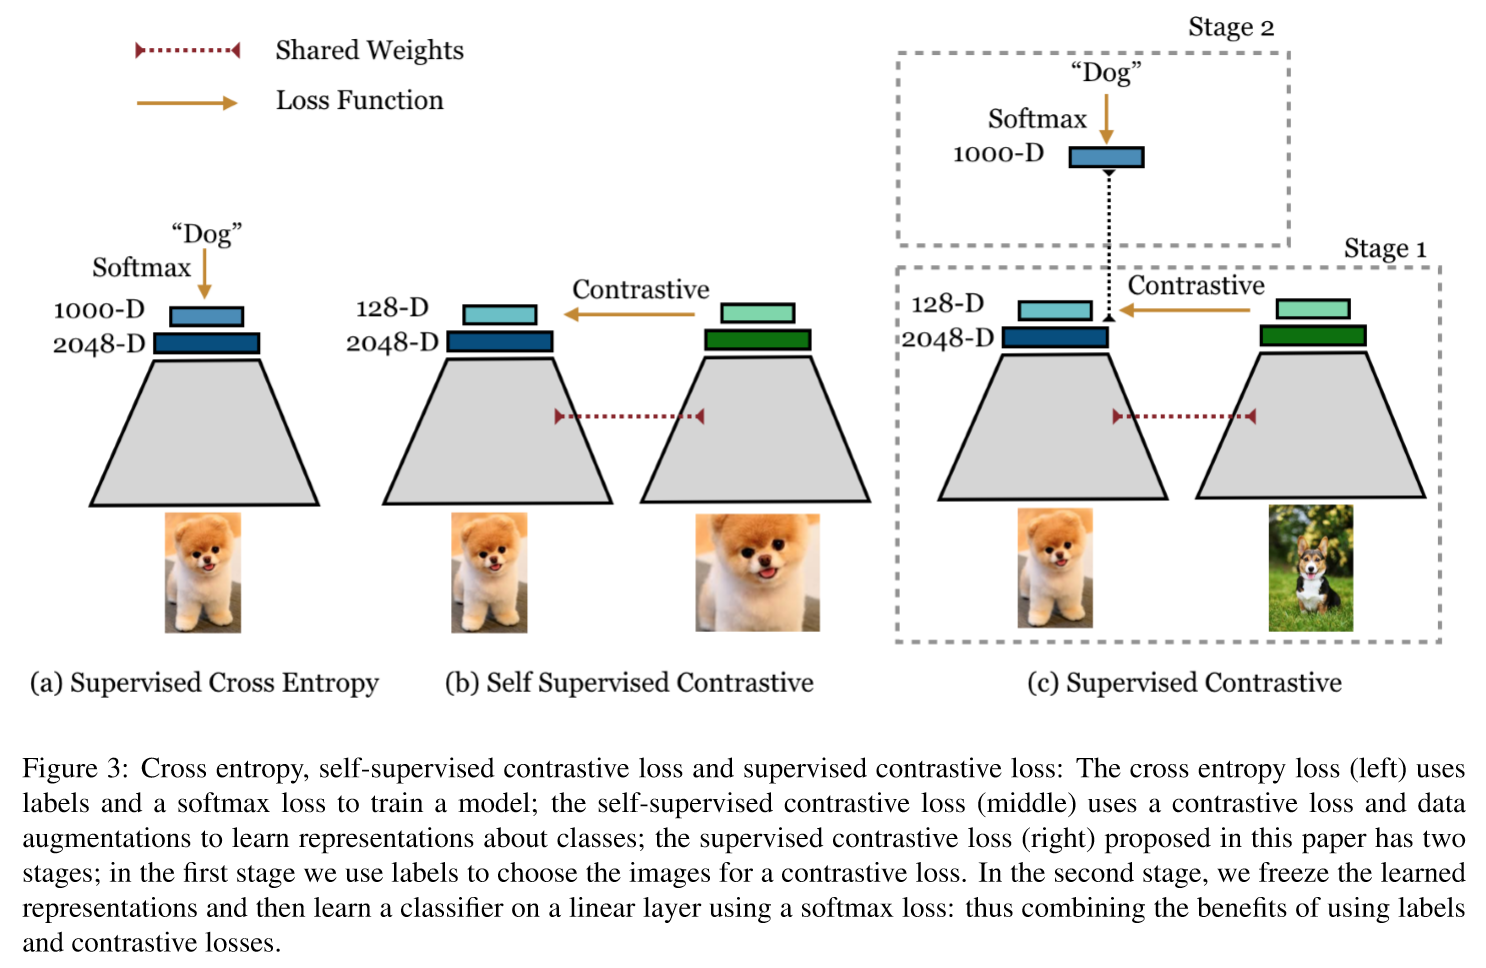 Shared Weights
Loss Function
“Dog”
Softmax
1000-D
2048-D
(a) Supervised Cross Entropy
128-D
2048-D
Contrastive
(b) Self Supervised Contrastive
Stage 2
“Dog”
Softmax
1000-D
Stage 1
128-D
2048-D
Contrastive
(c) Supervised Contrastive
Figure 3: Cross entropy, self-supervised contrastive loss and supervised contrastive loss: The cross entropy loss (left) uses
labels and a softmax loss to train a model; the self-supervised contrastive loss (middle) uses a contrastive loss and data
augmentations to learn representations about classes; the supervised contrastive loss (right) proposed in this paper has two
stages; in the first stage we use labels to choose the images for a contrastive loss. In the second stage, we freeze the learned
representations and then learn a classifier on a linear layer using a softmax loss: thus combining the benefits of using labels
and contrastive losses.